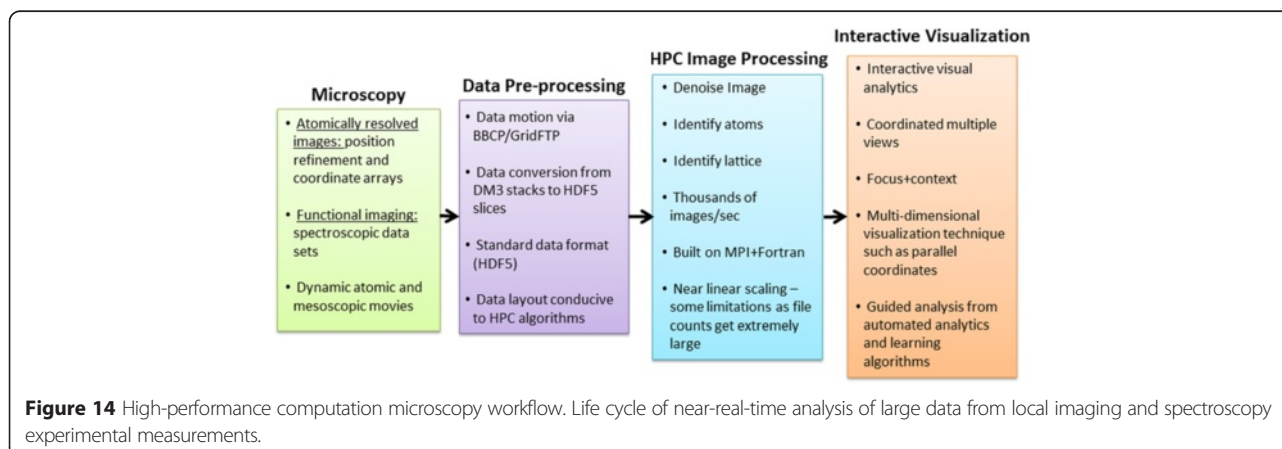 Microscopy
• Atomically resolved
images: position
refinement and
coordinate arrays
• Functional imaging:
spectroscopic data
sets
• Dynamic atomic and
mesoscopic movies
Data Pre-processing
• Data motion via
BBCP/GridFTP
• Data conversion from
DM3 stacks to HDF5
slices
• Standard data format
(HDF5)
• Data layout conducive
to HPC algorithms
HPC Image Processing
• Denoise Image
• Identify atoms
• Identify lattice
• Thousands of
images/sec
• Built on MPI+Fortran
• Near linear scaling –
some limitations as file
counts get extremely
large
Interactive Visualization
• Interactive visual
analytics
• Coordinated multiple
views
• Focus+context
• Multi-dimensional
visualization technique
such as parallel
coordinates
• Guided analysis from
automated analytics
and learning
algorithms
Figure 14 High-performance computation microscopy workflow. Life cycle of near-real-time analysis of large data from local imaging and spectroscopy
experimental measurements.